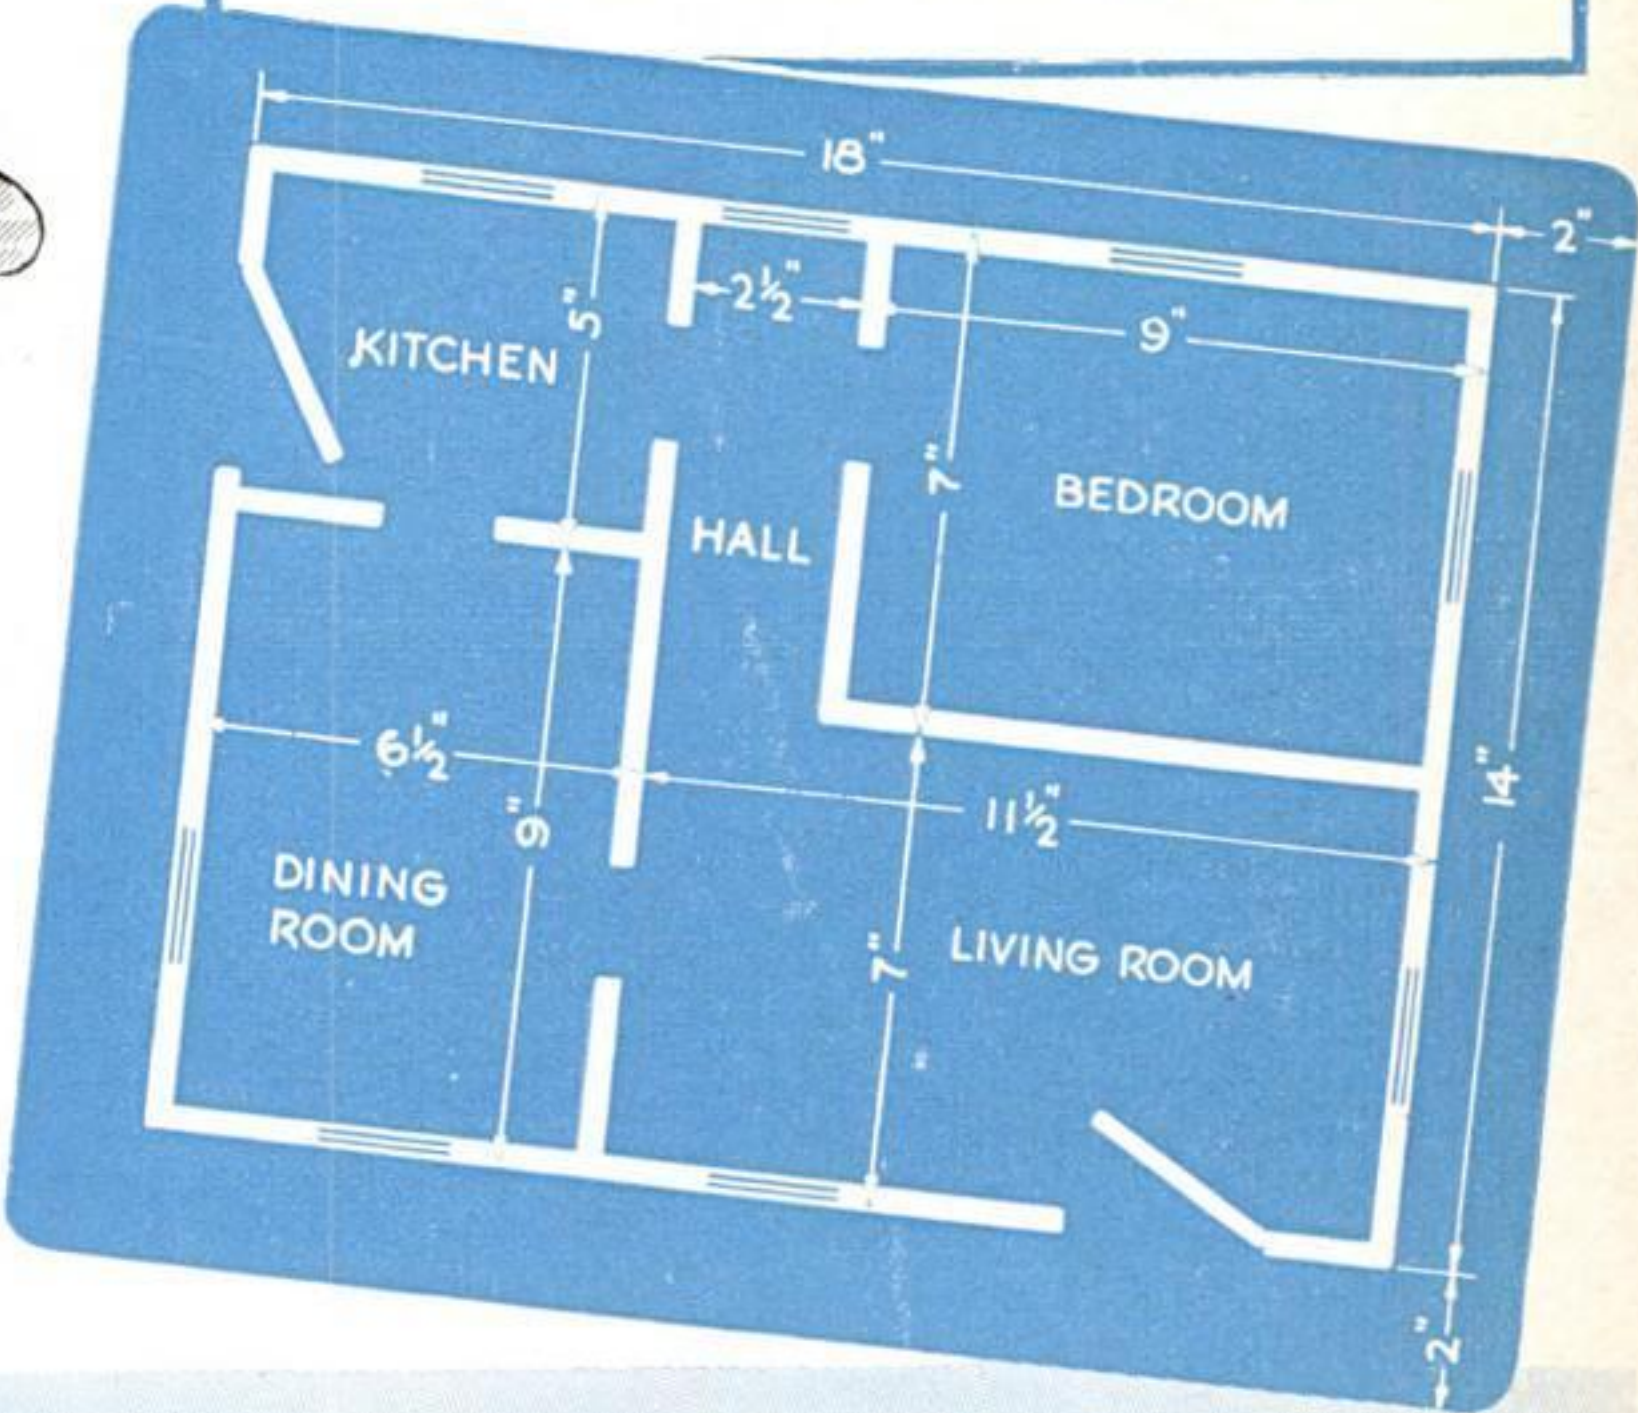 18"
2"
5"
2½"
9"
KITCHEN
7"
BEDROOM
HALL
6½"
9"
11½"
14"
DINING
ROOM
7"
LIVING ROOM
2"